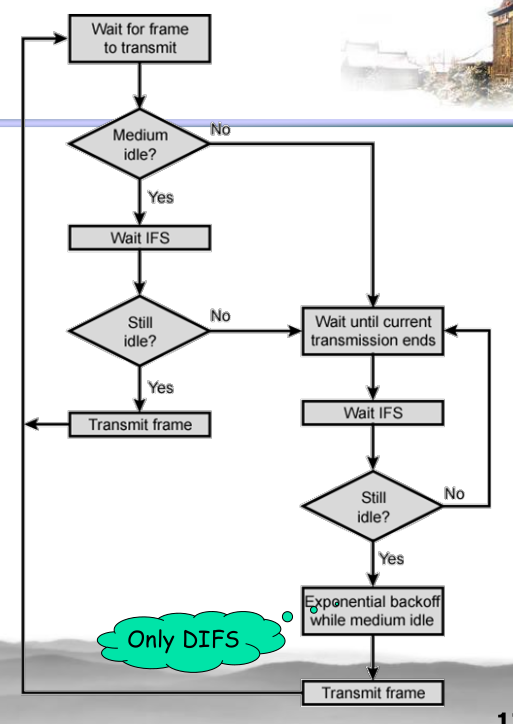 Wait for frame
to transmit
Medium
idle?
No
Yes
Wait IFS
Still
idle?
No
Yes
Transmit frame
Wait until current
transmission ends
Wait IFS
Still
idle?
No
Yes
Exponential backoff
while medium idle
Only DIFS
Transmit frame